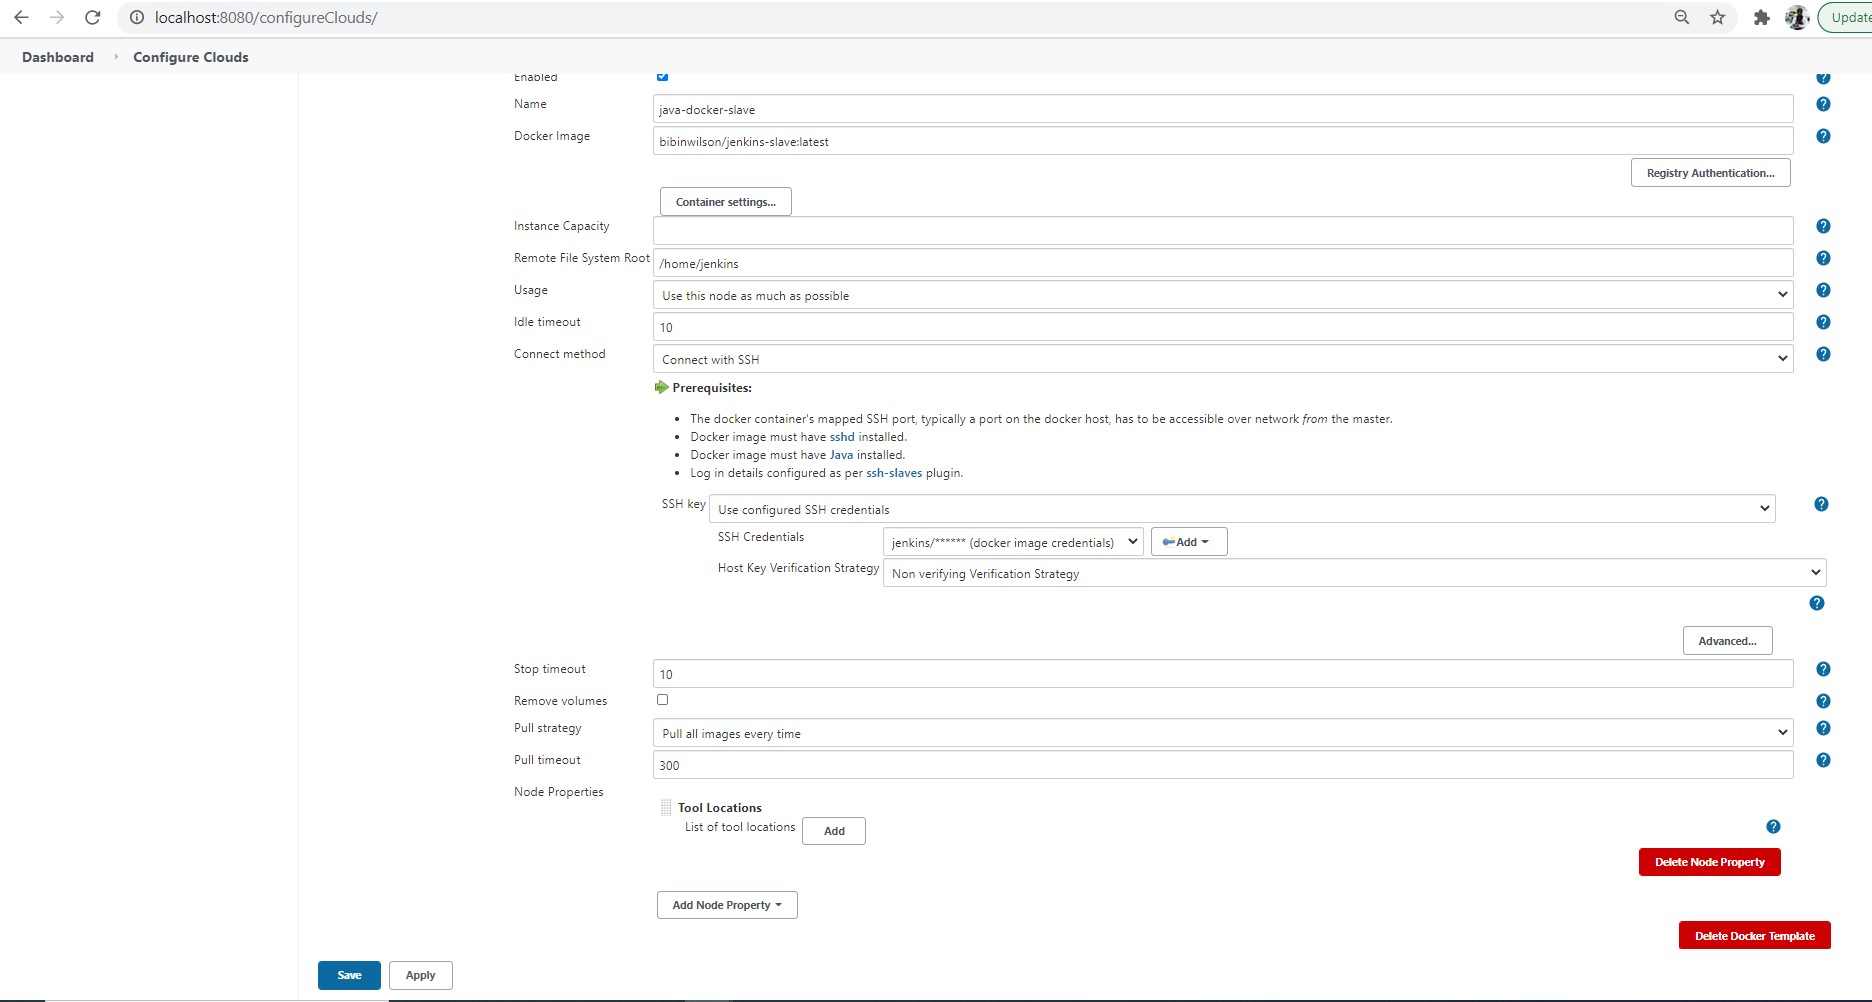 localhost:8080/configureClouds/
Update
Dashboard Configure Clouds
Enabled
Name java-docker-slave
Docker Image bibinwilson/jenkins-slave:latest
Registry Authentication...
Container settings...
Instance Capacity
Remote File System Root /home/jenkins
Usage Use this node as much as possible
Idle timeout 10
Connect method Connect with SSH
Prerequisites:
• The docker container's mapped SSH port, typically a port on the docker host, has to be accessible over network from the master.
• Docker image must have sshd installed.
• Docker image must have Java installed.
• Log in details configured as per ssh-slaves plugin.
SSH key Use configured SSH credentials
SSH Credentials jenkins/****** (docker image credentials) Add
Host Key Verification Strategy Non verifying Verification Strategy
Advanced...
Stop timeout 10
Remove volumes
Pull strategy Pull all images every time
Pull timeout 300
Node Properties
Tool Locations
List of tool locations Add
Delete Node Property
Add Node Property
Delete Docker Template
Save Apply